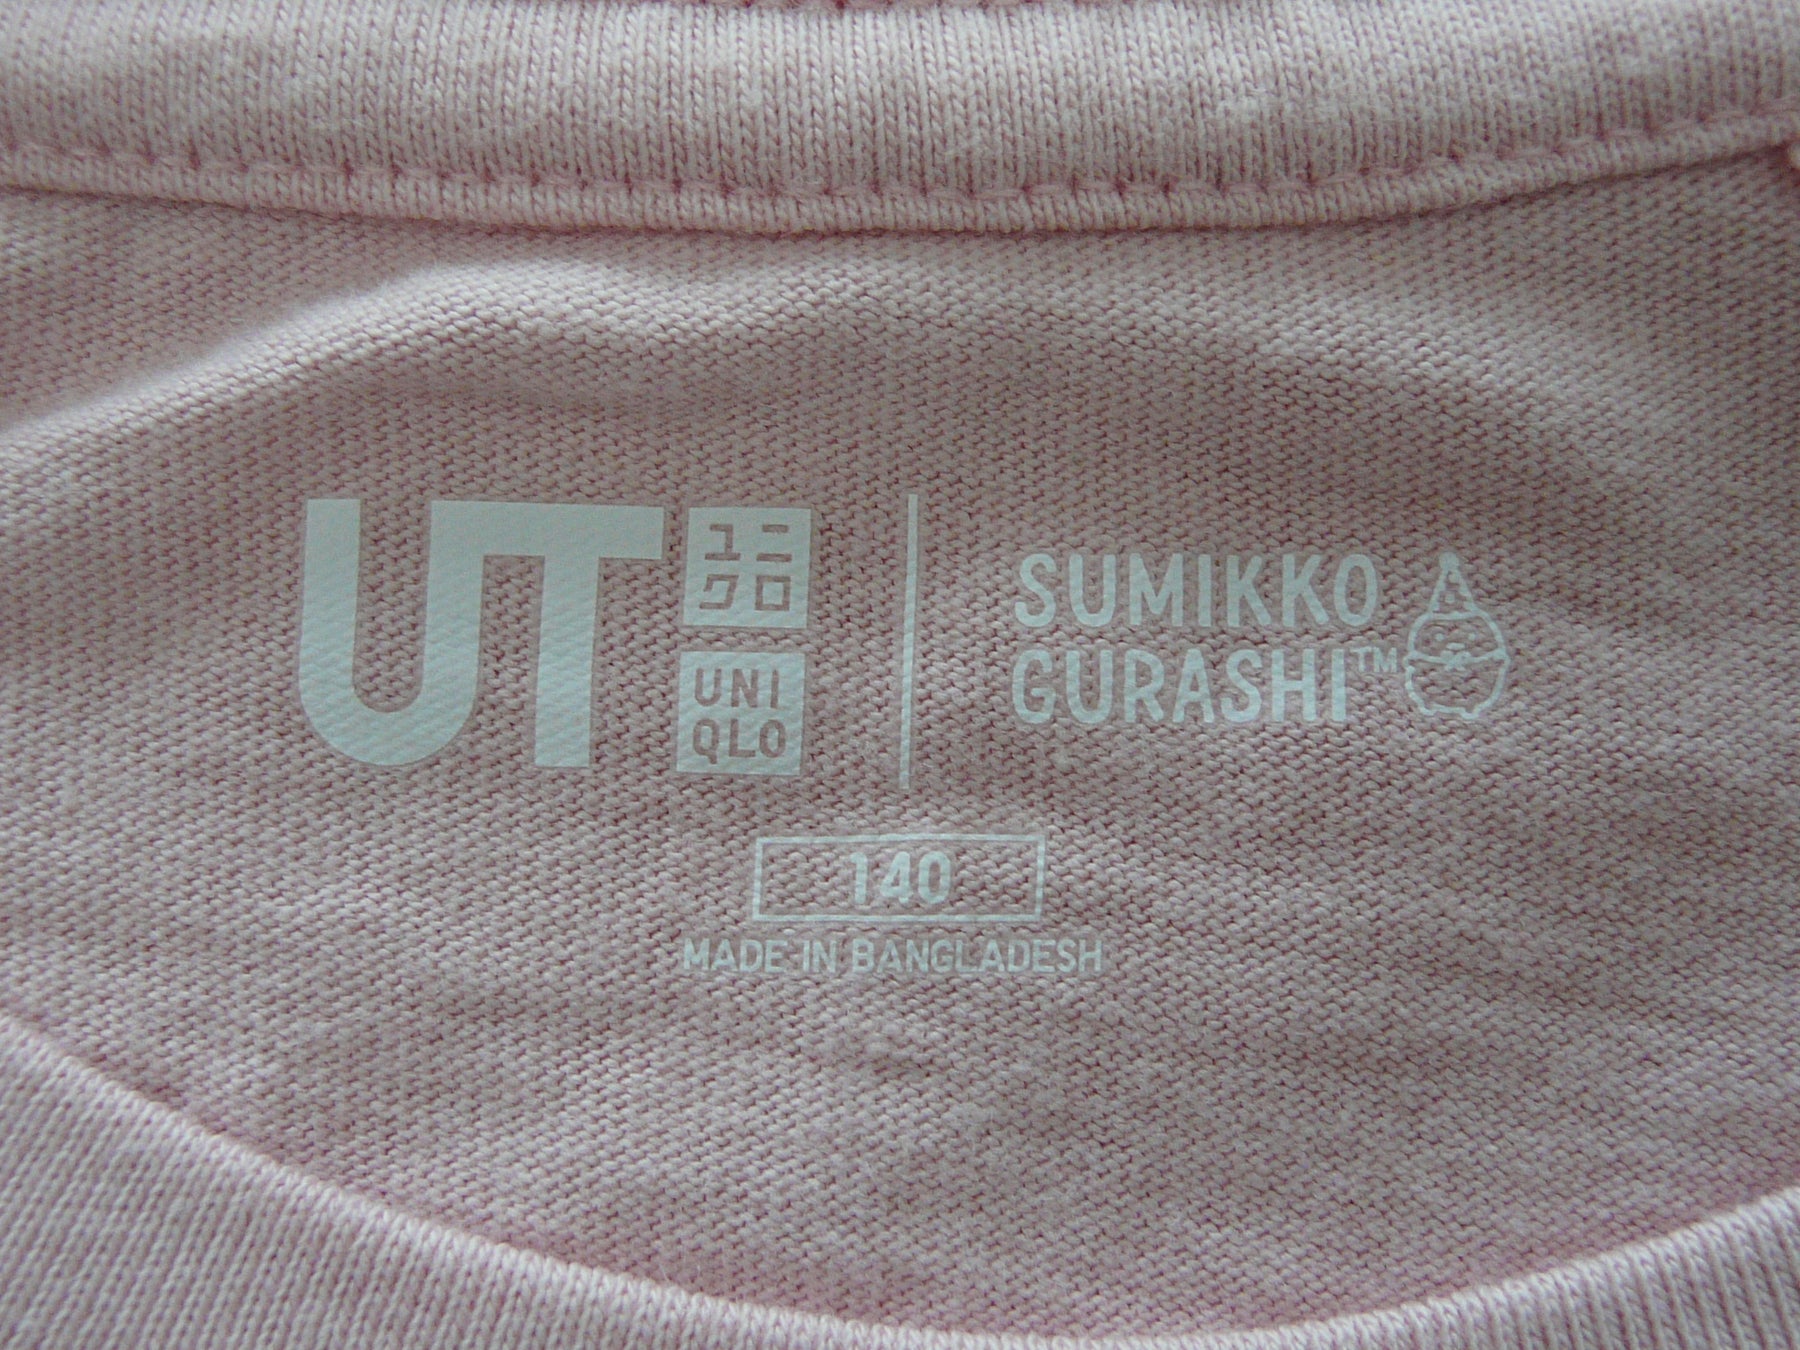 UT
ユニ
クロ
UNI
QLO
SUMIKKO
GURASHI™
140
MADE IN BANGLADESH